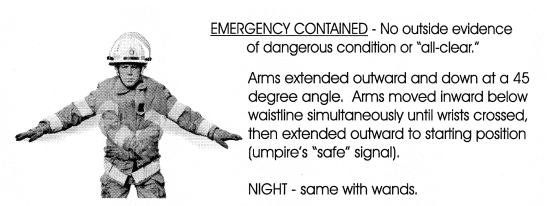 EMERGENCY CONTAINED - No outside evidence
of dangerous condition or “all-clear.”
Arms extended outward and down at a 45
degree angle. Arms moved inward below
waistline simultaneously until wrists crossed,
then extended outward to starting position
(umpire’s “safe” signal).
NIGHT - same with wands.